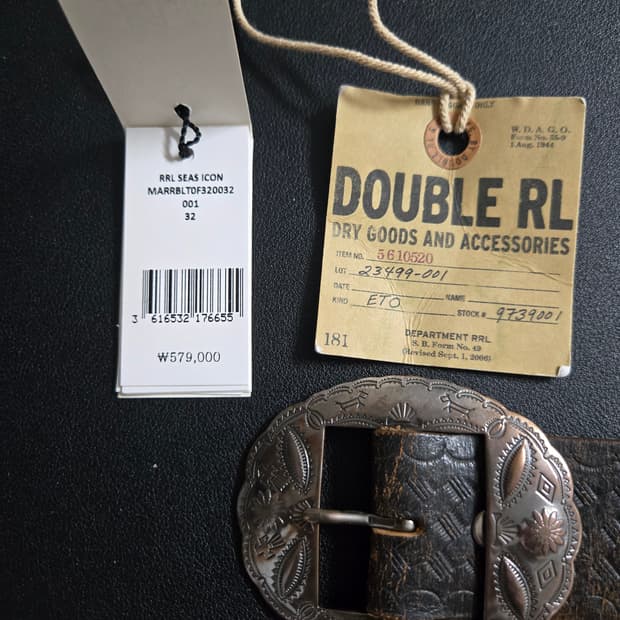 RRL SEAS ICON
MARRBLT0F320032
001
32
3 616532 176655
₩579,000
W. D. A. G. O.
Form No. 55-9
1 Aug. 1944
DOUBLE RL
DRY GOODS AND ACCESSORIES
ITEM NO. 5610520
LOT 23499-001
DATE
KIND ETO NAME
STOCK # 9739001
181
DEPARTMENT RRL
S. B. Form No. 49
(Revised Sept. 1, 2006)